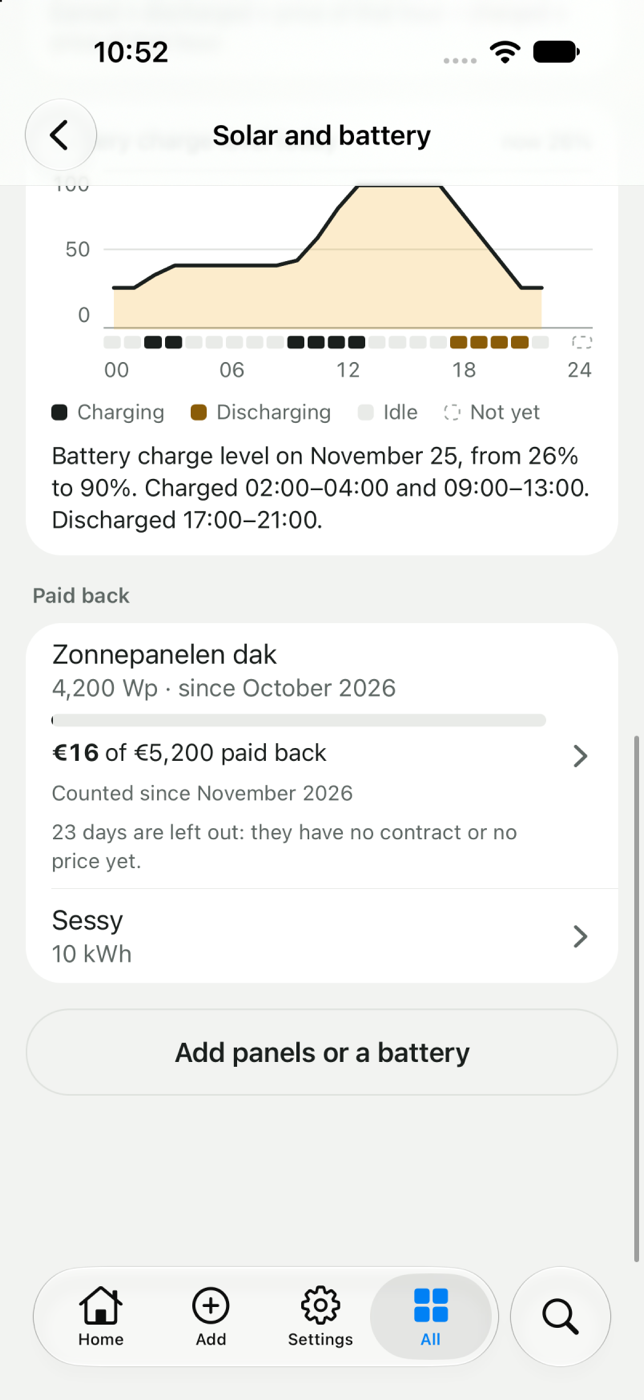 10:52
Solar and battery
100
50
0
00 06 12 18 24
Charging Discharging Idle Not yet
Battery charge level on November 25, from 26%
to 90%. Charged 02:00–04:00 and 09:00–13:00.
Discharged 17:00–21:00.
Paid back
Zonnepanelen dak
4,200 Wp · since October 2026
€16 of €5,200 paid back
Counted since November 2026
23 days are left out: they have no contract or no
price yet.
Sessy
10 kWh
Add panels or a battery
Home
Add
Settings
All